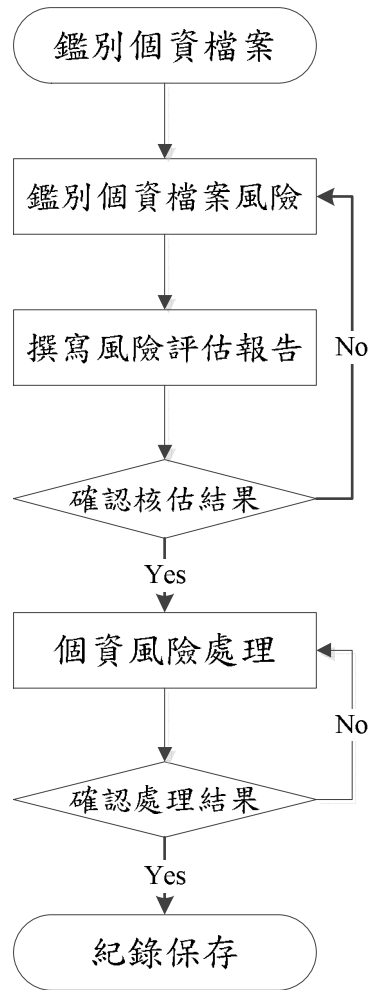 鑑別個資檔案
鑑別個資檔案風險
撰寫風險評估報告
No
確認核估結果
Yes
個資風險處理
No
確認處理結果
Yes
紀錄保存